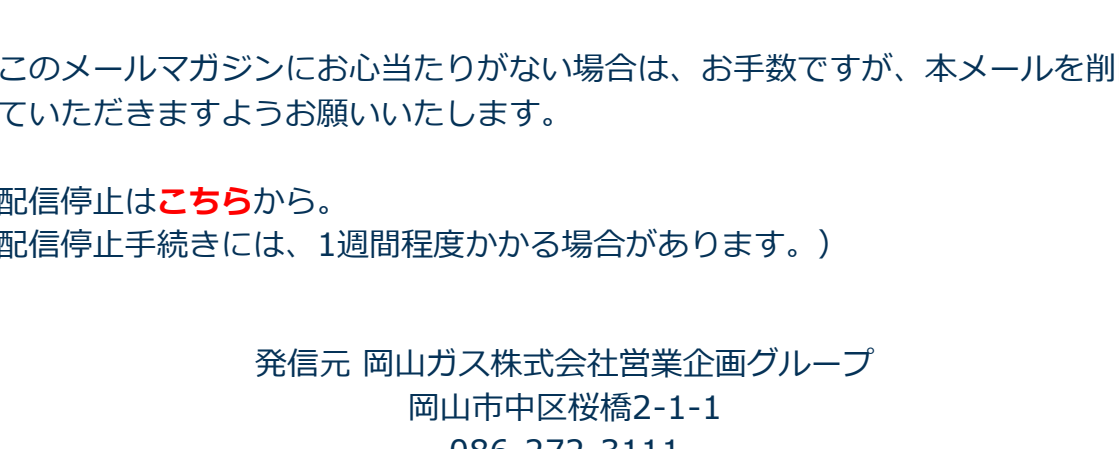 このメールマガジンにお心当たりがない場合は、お手数ですが、本メールを削
ていただきますようお願いいたします。
配信停止はこちらから。
配信停止手続きには、1週間程度かかる場合があります。）
発信元 岡山ガス株式会社営業企画グループ
岡山市中区桜橋2-1-1
086-272-3111